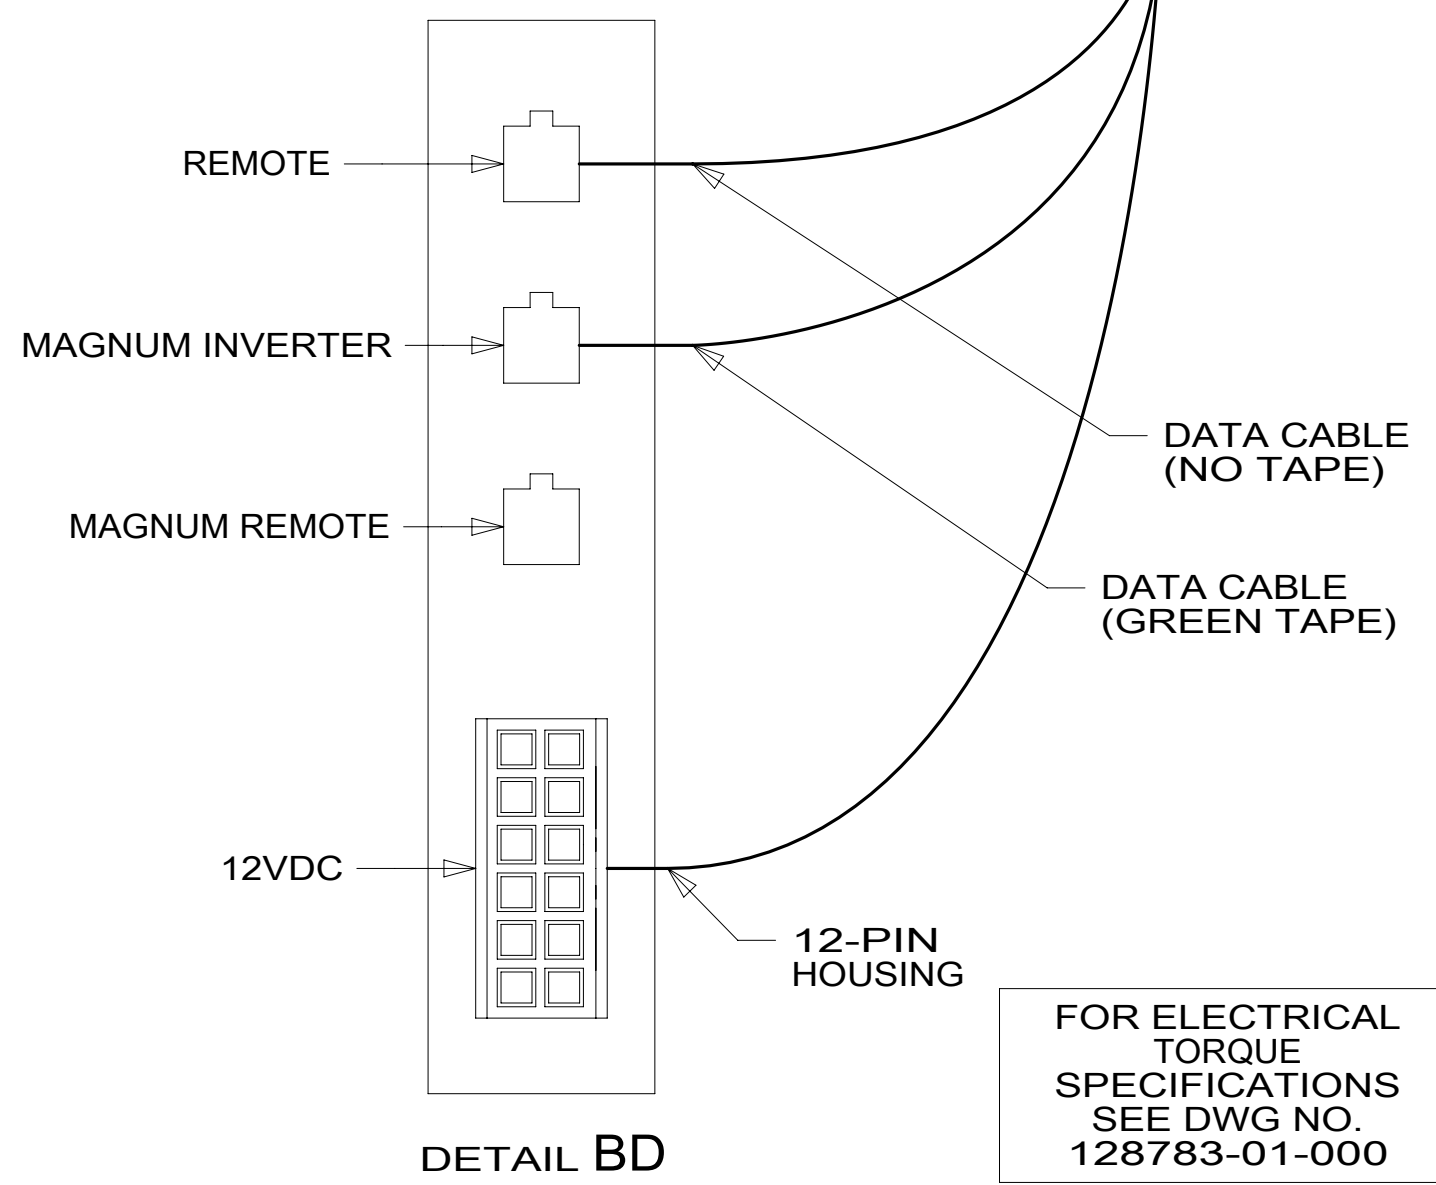 REMOTE
MAGNUM INVERTER
DATA CABLE
(NO TAPE)
MAGNUM REMOTE
DATA CABLE
(GREEN TAPE)
12VDC
12-PIN
HOUSING
FOR ELECTRICAL
TORQUE
SPECIFICATIONS
SEE DWG NO.
128783-01-000
DETAIL BD